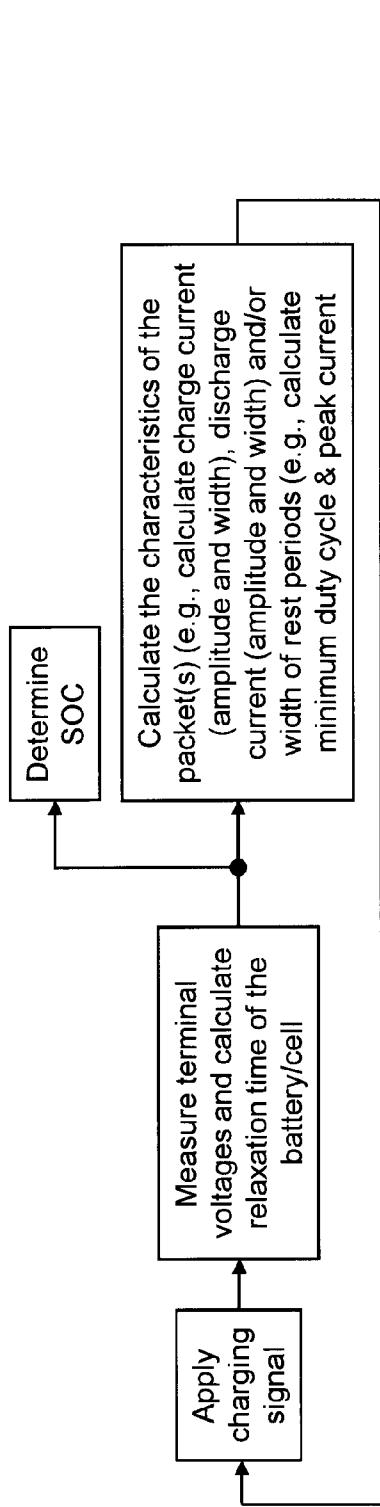 Apply
charging
signal
Measure terminal
voltages and calculate
relaxation time of the
battery/cell
Determine
SOC
Calculate the characteristics of the
packet(s) (e.g., calculate charge current
(amplitude and width), discharge
current (amplitude and width) and/or
width of rest periods (e.g., calculate
minimum duty cycle & peak current